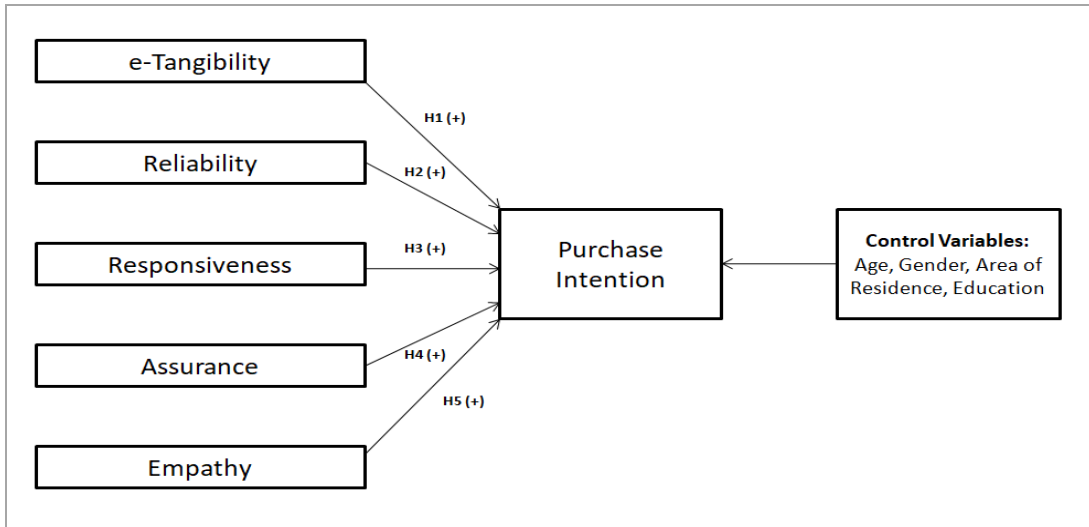 e-Tangibility
H1 (+)
Reliability
H2 (+)
Responsiveness
H3 (+)
Purchase
Intention
Control Variables:
Age, Gender, Area of
Residence, Education
Assurance
H4 (+)
H5 (+)
Empathy